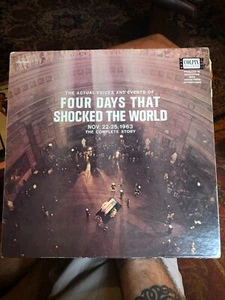 THE ACTUAL VOICES AND EVENTS OF
FOUR DAYS THAT
SHOCKED THE WORLD
NOV. 22-25, 1963
THE COMPLETE STORY
COLPIX